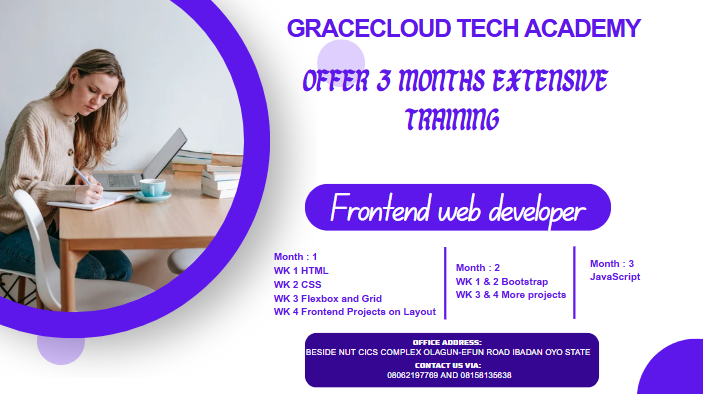 GRACECLOUD TECH ACADEMY
OFFER 3 MONTHS EXTENSIVE
TRAINING
Frontend web developer
Month : 1
WK 1 HTML
WK 2 CSS
WK 3 Flexbox and Grid
WK 4 Frontend Projects on Layout
Month : 2
WK 1 & 2 Bootstrap
WK 3 & 4 More projects
Month : 3
JavaScript
OFFICE ADDRESS:
BESIDE NUT CICS COMPLEX OLAGUN-EFUN ROAD IBADAN OYO STATE
CONTACT US VIA:
08062197769 AND 08158135638